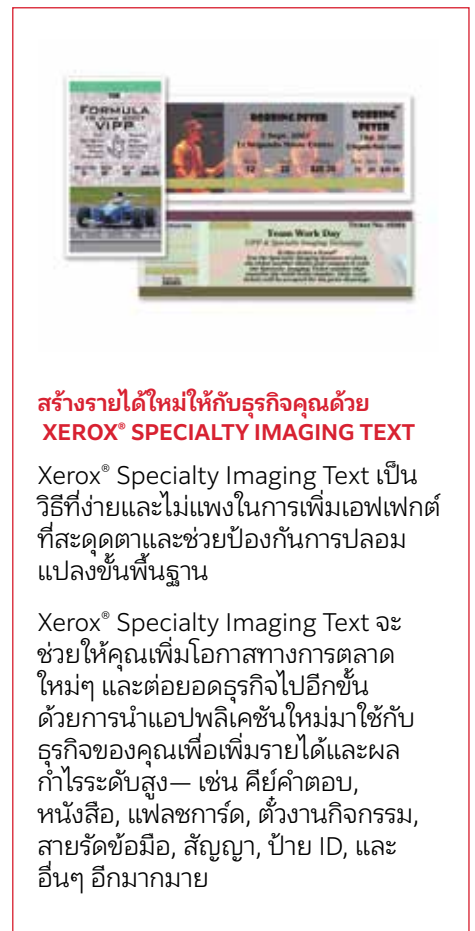 FORMULA
VIPP
BOBBING PETER
BOBBING
PETER
Team Work Day
สร้างรายได้ใหม่ให้กับธุรกิจคุณด้วย
XEROX® SPECIALTY IMAGING TEXT
Xerox® Specialty Imaging Text เป็น
วิธีที่ง่ายและไม่แพงในการเพิ่มเอฟเฟกต์
ที่สะดุดตาและช่วยป้องกันการปลอม
แปลงขั้นพื้นฐาน
Xerox® Specialty Imaging Text จะ
ช่วยให้คุณเพิ่มโอกาสทางการตลาด
ใหม่ๆ และต่อยอดธุรกิจไปอีกขั้น
ด้วยการนำแอปพลิเคชันใหม่มาใช้กับ
ธุรกิจของคุณเพื่อเพิ่มรายได้และผล
กำไรระดับสูง— เช่น คีย์คำตอบ,
หนังสือ, แฟลชการ์ด, ตั๋วงานกิจกรรม,
สายรัดข้อมือ, สัญญา, ป้าย ID, และ
อื่นๆ อีกมากมาย